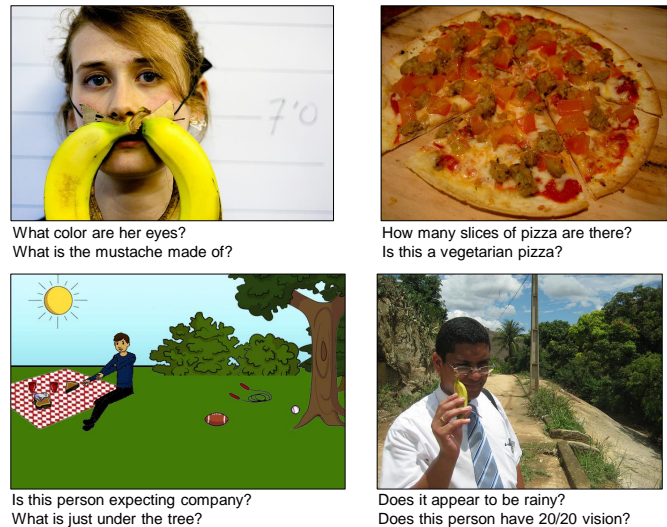 7'0
What color are her eyes?
What is the mustache made of?
How many slices of pizza are there?
Is this a vegetarian pizza?
Is this person expecting company?
What is just under the tree?
Does it appear to be rainy?
Does this person have 20/20 vision?